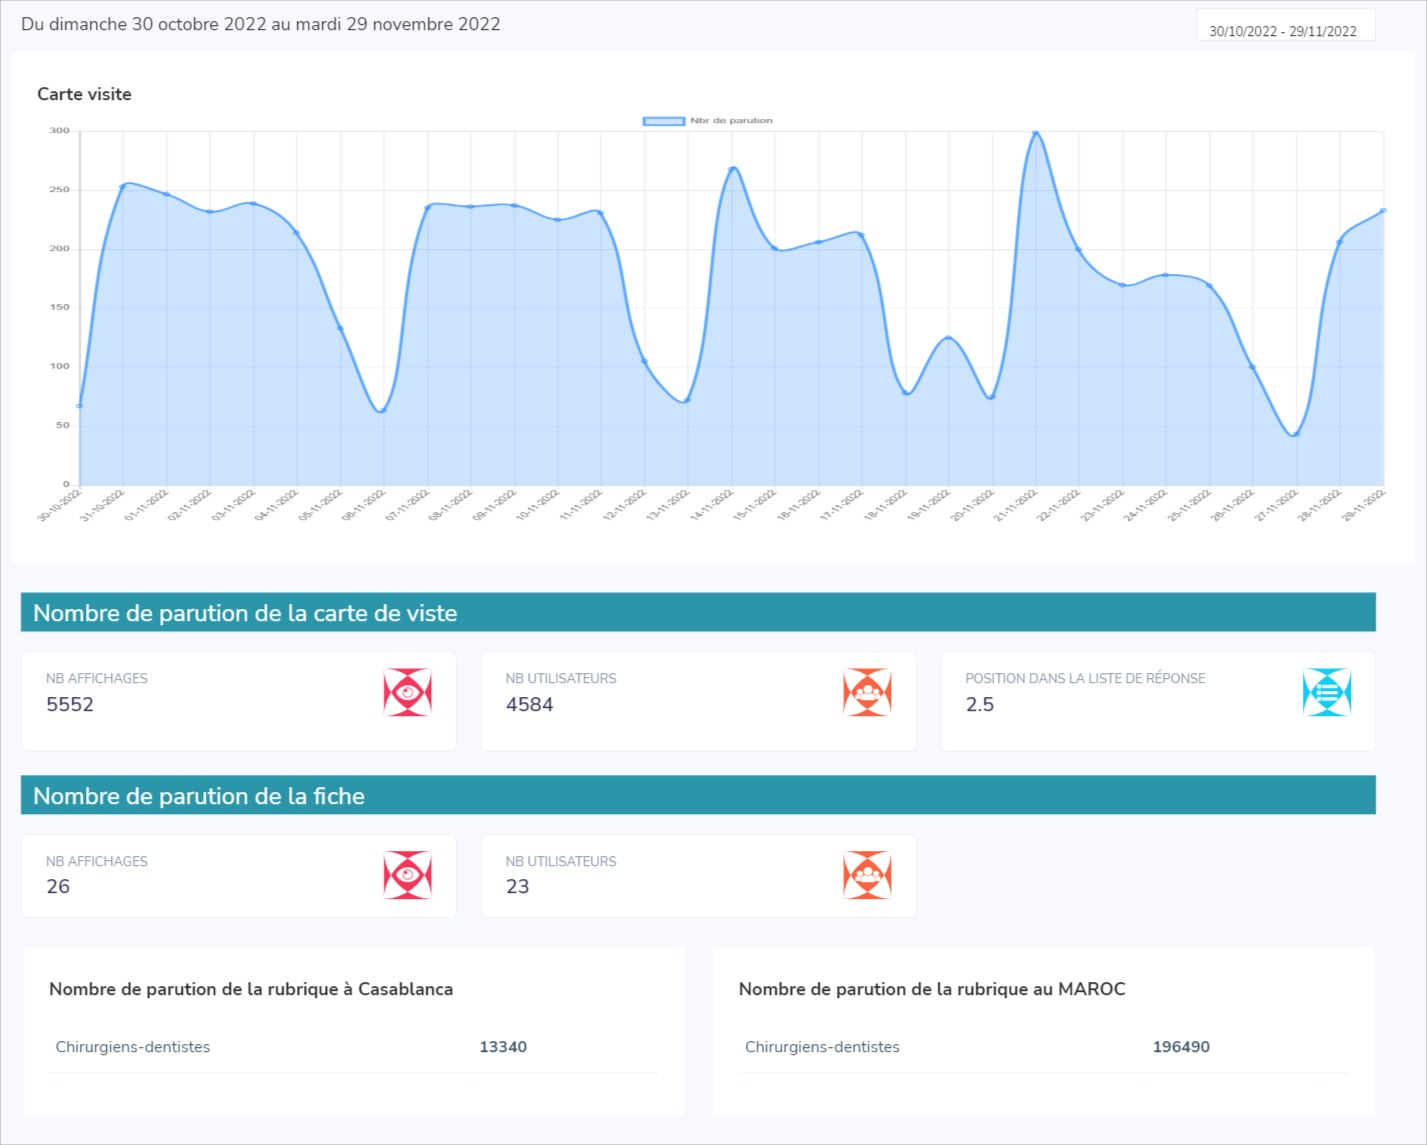 Du dimanche 30 octobre 2022 au mardi 29 novembre 2022
30/10/2022 - 29/11/2022
Carte visite
Nbr de parution
300
250
200
150
100
50
0
30-10-2022
31-10-2022
01-11-2022
02-11-2022
03-11-2022
04-11-2022
05-11-2022
06-11-2022
07-11-2022
08-11-2022
09-11-2022
10-11-2022
11-11-2022
12-11-2022
13-11-2022
14-11-2022
15-11-2022
16-11-2022
17-11-2022
18-11-2022
19-11-2022
20-11-2022
21-11-2022
22-11-2022
23-11-2022
24-11-2022
25-11-2022
26-11-2022
27-11-2022
28-11-2022
29-11-2022
Nombre de parution de la carte de viste
NB AFFICHAGES
5552
NB UTILISATEURS
4584
POSITION DANS LA LISTE DE RÉPONSE
2.5
Nombre de parution de la fiche
NB AFFICHAGES
26
NB UTILISATEURS
23
Nombre de parution de la rubrique à Casablanca
Chirurgiens-dentistes 13340
Nombre de parution de la rubrique au MAROC
Chirurgiens-dentistes 196490